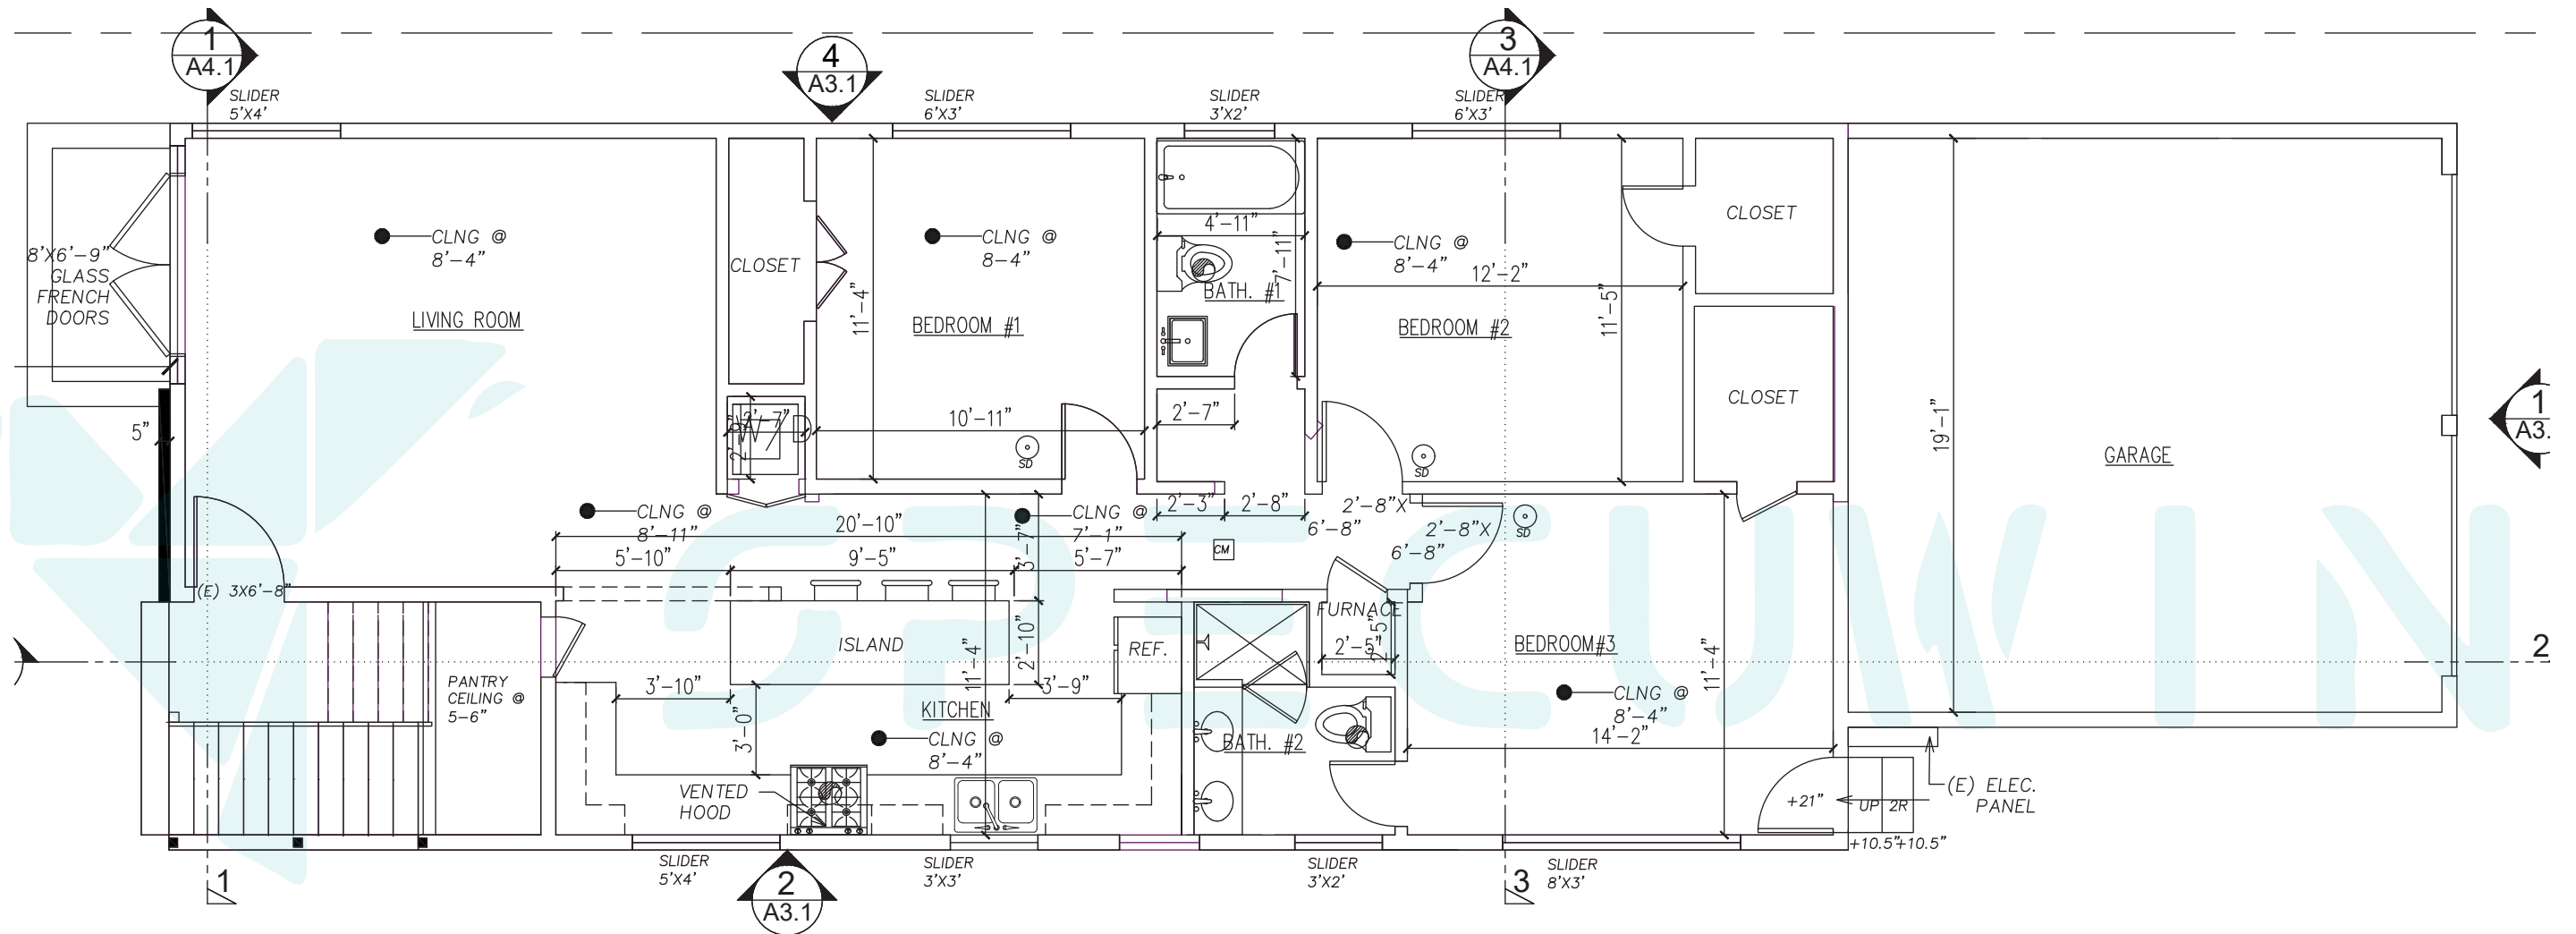 1
A4.1
4
A3.1
3
A4.1
SLIDER
5'X4'
SLIDER
6'X3'
SLIDER
3'X2'
SLIDER
6'X3'
CLNG @
8'-4"
CLNG @
8-4"
4'-11"
7'-11"
CLNG @
8'-4"
12'-2"
CLOSET
8'X6'-9"
GLASS
FRENCH
DOORS
CLOSET
BATH. #1
LIVING ROOM
11'-4"
BEDROOM #1
BEDROOM #2
11'-5"
CLOSET
1
A3.
5"
2'-7"
W/
10'-11"
SD
2'-7"
SD
19'-1"
GARAGE
CLNG @
8'-11"
20'-10"
CLNG @
7'-1"
2'-3"
2'-8"
2'-8"X
6'-8"
2'-8"X
6'-8"
SD
5'-10"
9'-5"
3'-7"
5'-7"
CM
(E) 3X6'-8"
FURNACE
2'-5"
2'-5"
ISLAND
REF.
2'-10"
11'-4"
BEDROOM#3
2
PANTRY
CEILING @
5-6"
3'-10"
3'-9"
CLNG @
8'-4"
11'-4"
14'-2"
3'-0"
KITCHEN
CLNG @
8'-4"
BATH. #2
VENTED
HOOD
+21"
UP 2R
(E) ELEC.
PANEL
+10.5"+10.5"
SLIDER
5'X4'
SLIDER
3'X3'
SLIDER
3'X2'
SLIDER
8'X3'
1
2
A3.1
3
SPECUWIN